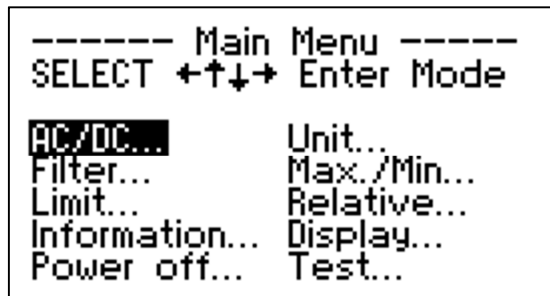 ------ Main Menu -----
SELECT ←↑↓→ Enter Mode
AC/DC... Unit...
Filter... Max./Min...
Limit... Relative...
Information... Display...
Power off... Test...